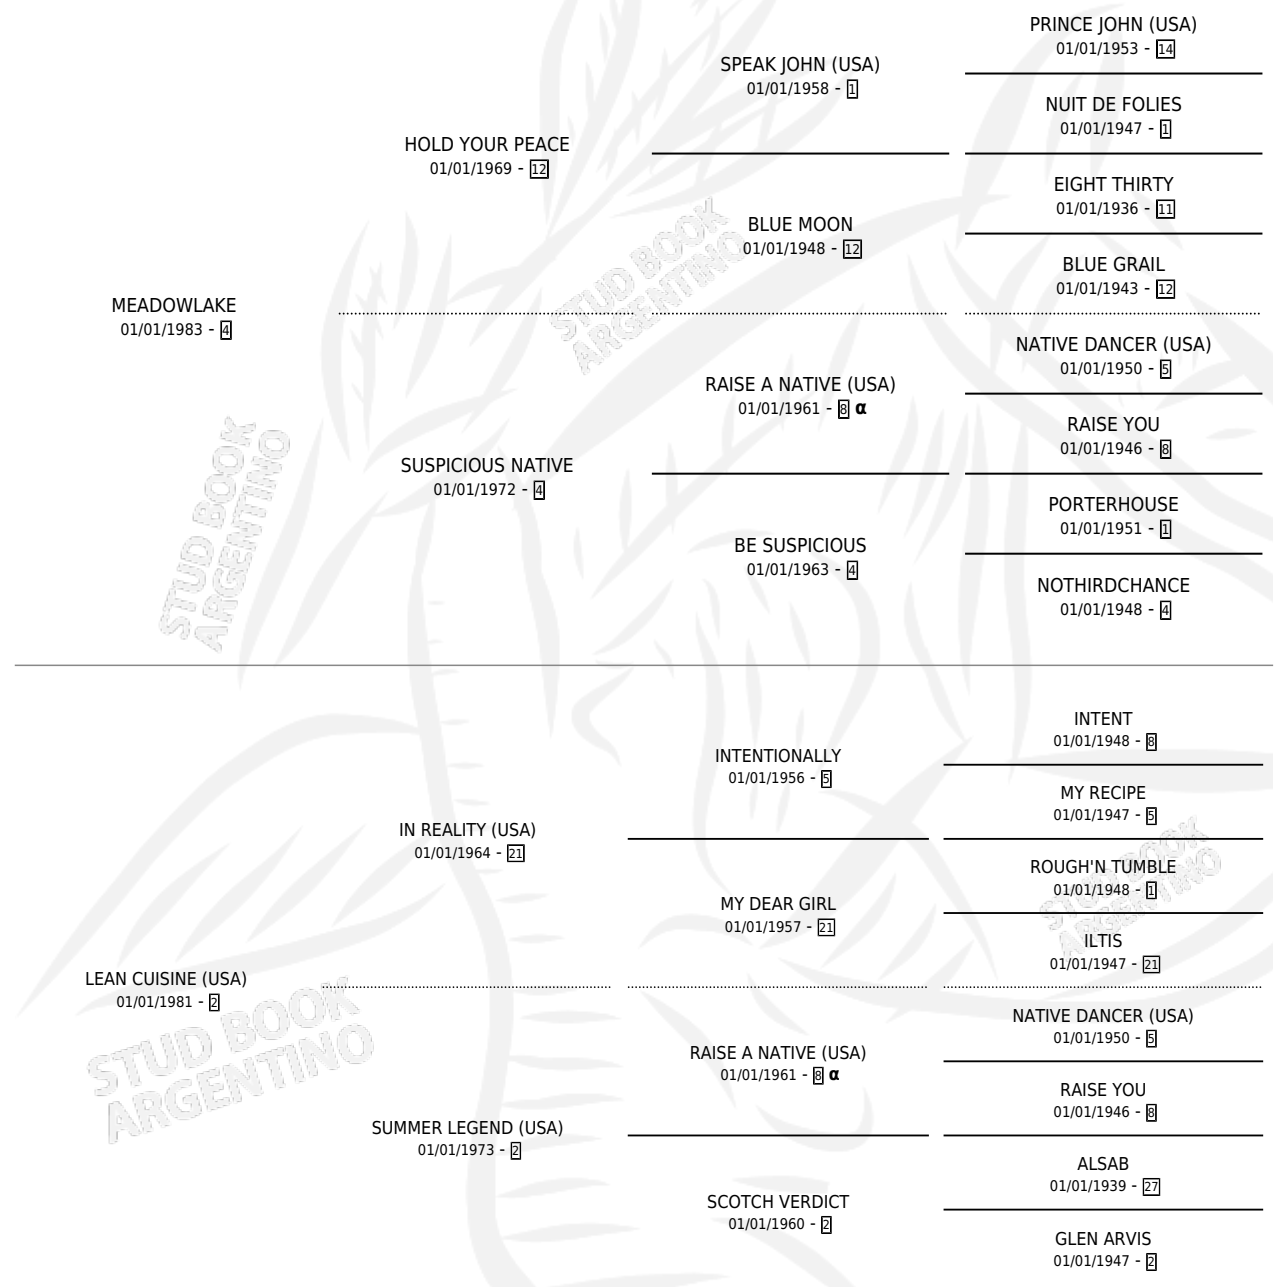 PRINCE JOHN (USA)
01/01/1953 - 14
SPEAK JOHN (USA)
01/01/1958 - 1
NUIT DE FOLIES
01/01/1947 - 1
HOLD YOUR PEACE
01/01/1969 - 12
EIGHT THIRTY
01/01/1936 - 11
BLUE MOON
01/01/1948 - 12
BLUE GRAIL
01/01/1943 - 12
MEADOWLAKE
01/01/1983 - 4
STUD BOOK
ARGENTINO
NATIVE DANCER (USA)
01/01/1950 - 5
RAISE A NATIVE (USA)
01/01/1961 - 8 α
RAISE YOU
01/01/1946 - 8
SUSPICIOUS NATIVE
01/01/1972 - 4
PORTERHOUSE
01/01/1951 - 1
BE SUSPICIOUS
01/01/1963 - 4
NOTHIRDCHANCE
01/01/1948 - 4
STUD BOOK
ARGENTINO
INTENT
01/01/1948 - 8
INTENTIONALLY
01/01/1956 - 5
MY RECIPE
01/01/1947 - 5
IN REALITY (USA)
01/01/1964 - 21
ROUGH'N TUMBLE
01/01/1948 - 1
MY DEAR GIRL
01/01/1957 - 21
ILTIS
01/01/1947 - 21
STUD BOOK
ARGENTINO
LEAN CUISINE (USA)
01/01/1981 - 2
STUD BOOK
ARGENTINO
NATIVE DANCER (USA)
01/01/1950 - 5
RAISE A NATIVE (USA)
01/01/1961 - 8 α
RAISE YOU
01/01/1946 - 8
SUMMER LEGEND (USA)
01/01/1973 - 2
ALSAB
01/01/1939 - 27
SCOTCH VERDICT
01/01/1960 - 2
GLEN ARVIS
01/01/1947 - 2